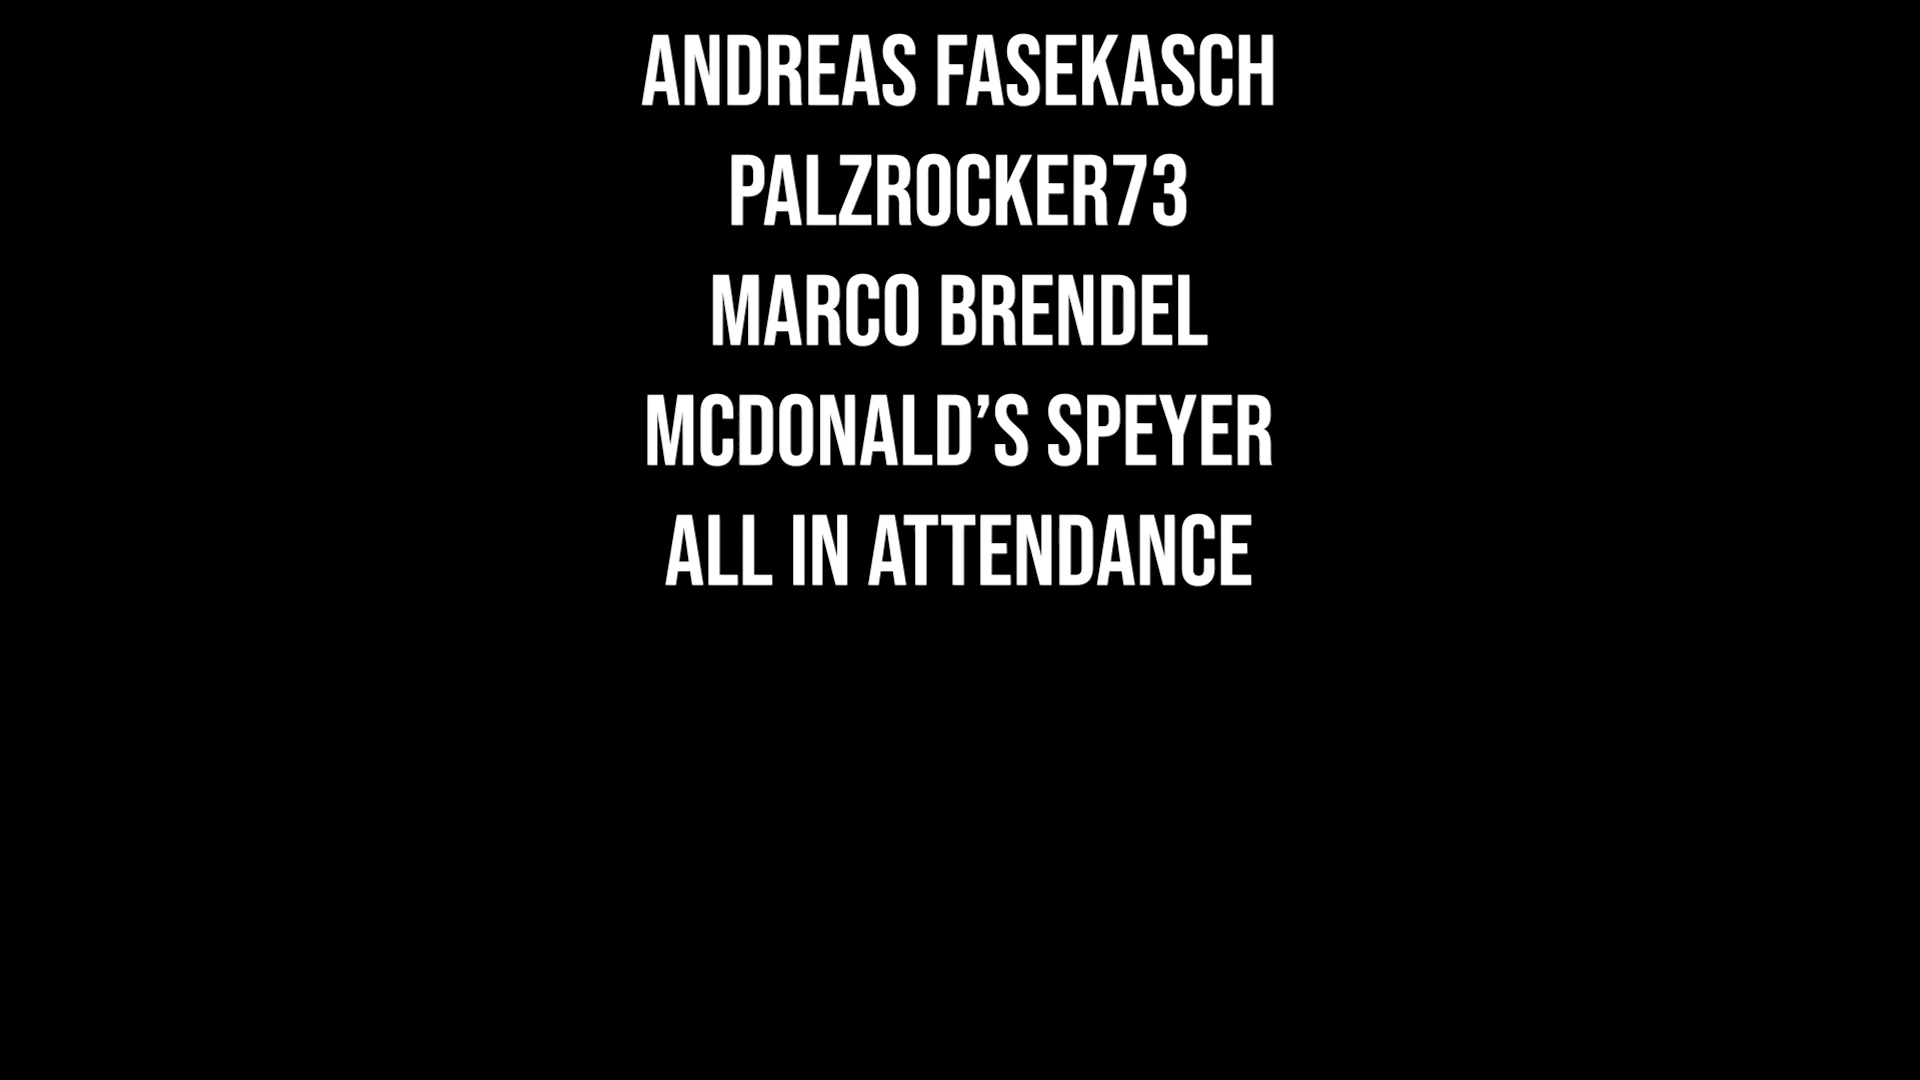 ANDREAS FASEKASCH
PALZROCKER73
MARCO BRENDEL
MCDONALD’S SPEYER
ALL IN ATTENDANCE